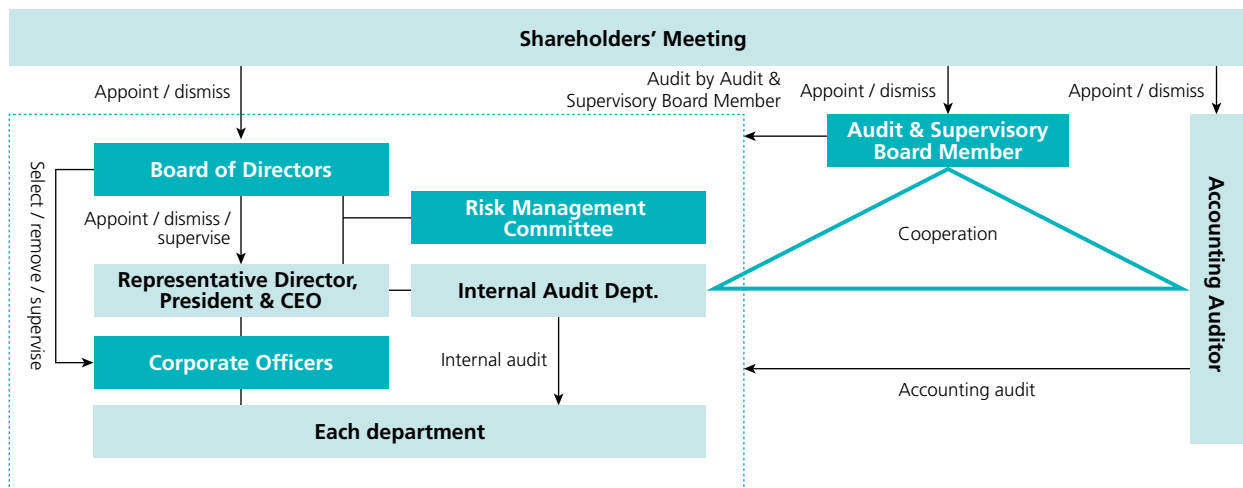 Shareholders’ Meeting
Appoint / dismiss
Audit by Audit &
Supervisory Board Member
Appoint / dismiss
Appoint / dismiss
Audit & Supervisory
Board Member
Board of Directors
Select / remove / supervise
Appoint / dismiss /
supervise
Risk Management
Committee
Cooperation
Accounting Auditor
Representative Director,
President & CEO
Internal Audit Dept.
Corporate Officers
Internal audit
Accounting audit
Each department